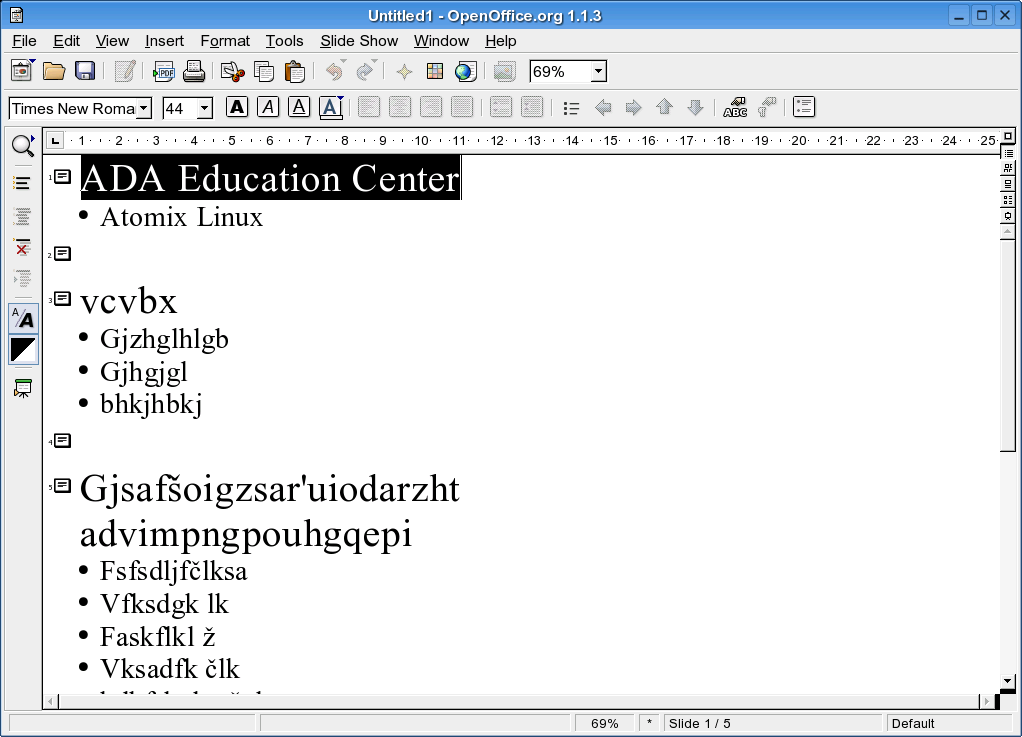 Untitled1 - OpenOffice.org 1.1.3
File Edit View Insert Format Tools Slide Show Window Help
PDF 69%
Times New Roma 44 A A A A ABC
1 2 3 4 5 6 7 8 9 10 11 12 13 14 15 16 17 18 19 20 21 22 23 24 25
1 ADA Education Center
• Atomix Linux
2
3 vcvbx
• Gjzhglhlgb
• Gjhgjgl
• bhkjhbkj
4
5 Gjsafšoigzsar'uiodarzht
advimpngpouhgqepi
• Fsfsdljfčlksa
• Vfksdgk lk
• Faskflkl ž
• Vksadfk člk
69% * Slide 1 / 5 Default